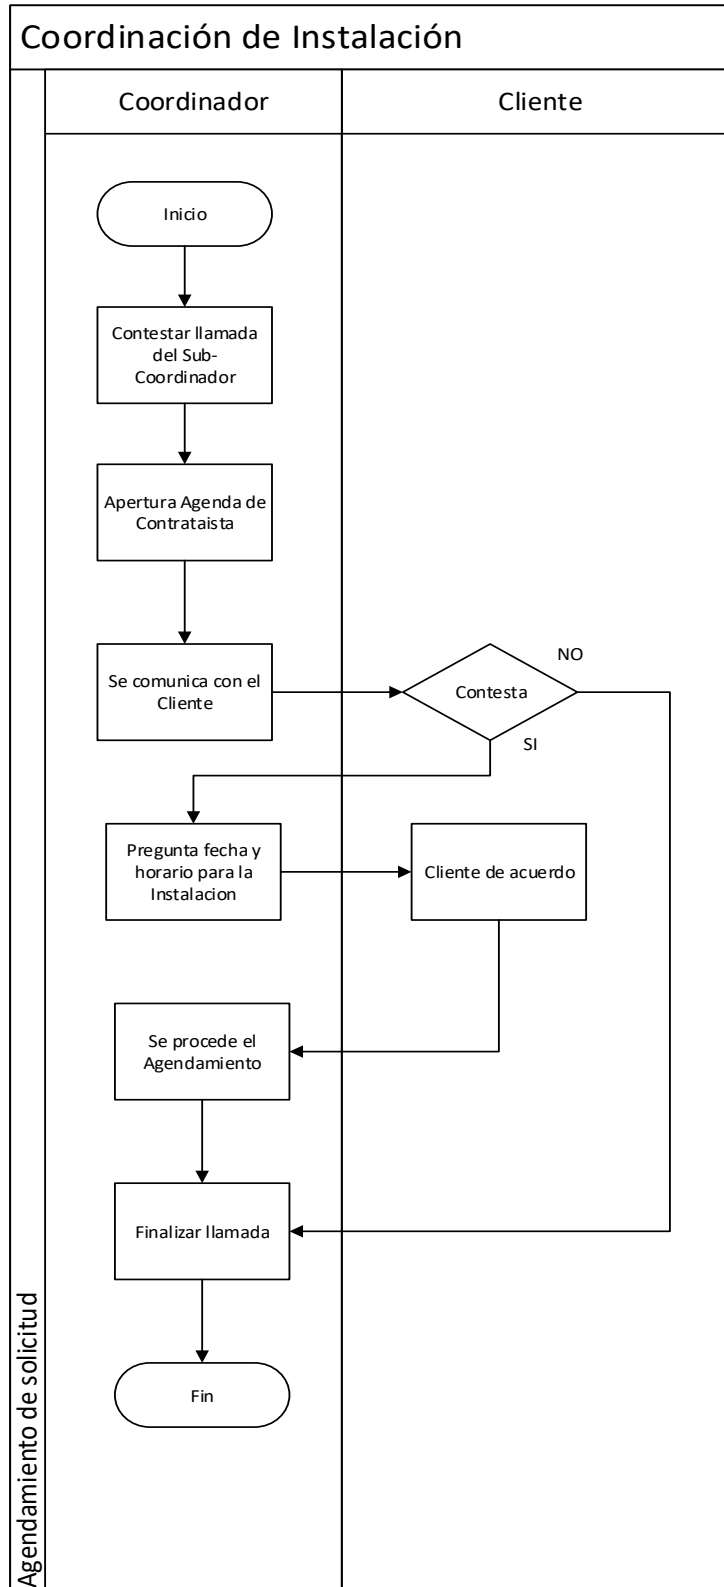 Coordinación de Instalación
Coordinador
Cliente
Inicio
Contestar llamada
del Sub-
Coordinador
Apertura Agenda de
Contrataista
Se comunica con el
Cliente
Contesta
NO
SI
Pregunta fecha y
horario para la
Instalacion
Cliente de acuerdo
Se procede el
Agendamiento
Finalizar llamada
Fin
Agendamiento de solicitud